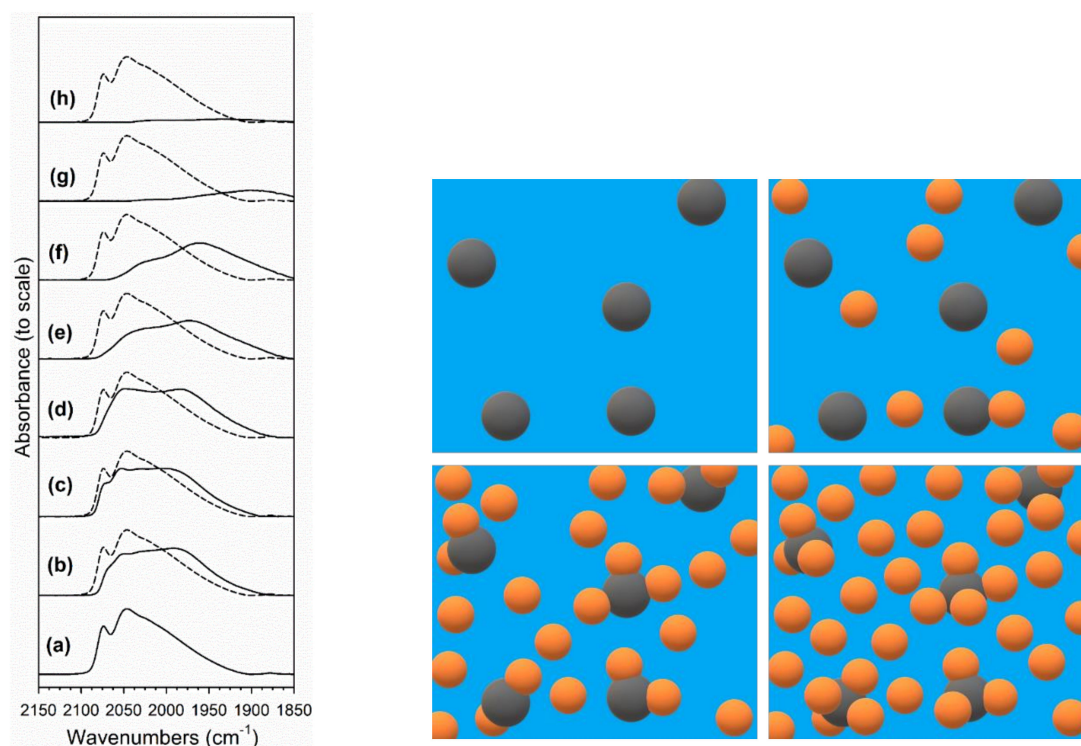 (h)
(g)
(f)
(e)
(d)
(c)
(b)
(a)
Absorbance (to scale)
2150 2100 2050 2000 1950 1900 1850
Wavenumbers (cm⁻¹)